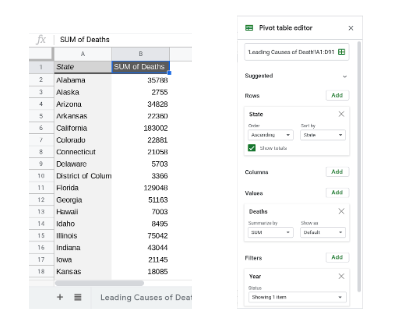 fx SUM of Deaths
A B
1 State SUM of Deaths
2 Alabama 35788
3 Alaska 2755
4 Arizona 34828
5 Arkansas 22360
6 California 183002
7 Colorado 22881
8 Connecticut 21058
9 Delaware 5703
10 District of Colum 3366
11 Florida 129048
12 Georgia 51163
13 Hawaii 7003
14 Idaho 8495
15 Illinois 75042
16 Indiana 43044
17 Iowa 21145
18 Kansas 18085
Leading Causes of Deat
Pivot table editor
Leading Causes of Death'!A1:D11
Suggested
Rows Add
State
Order Sort by
Ascending State
Show totals
Columns Add
Values Add
Deaths
Summarize by Show as
SUM Default
Filters Add
Year
Status
Showing 1 item